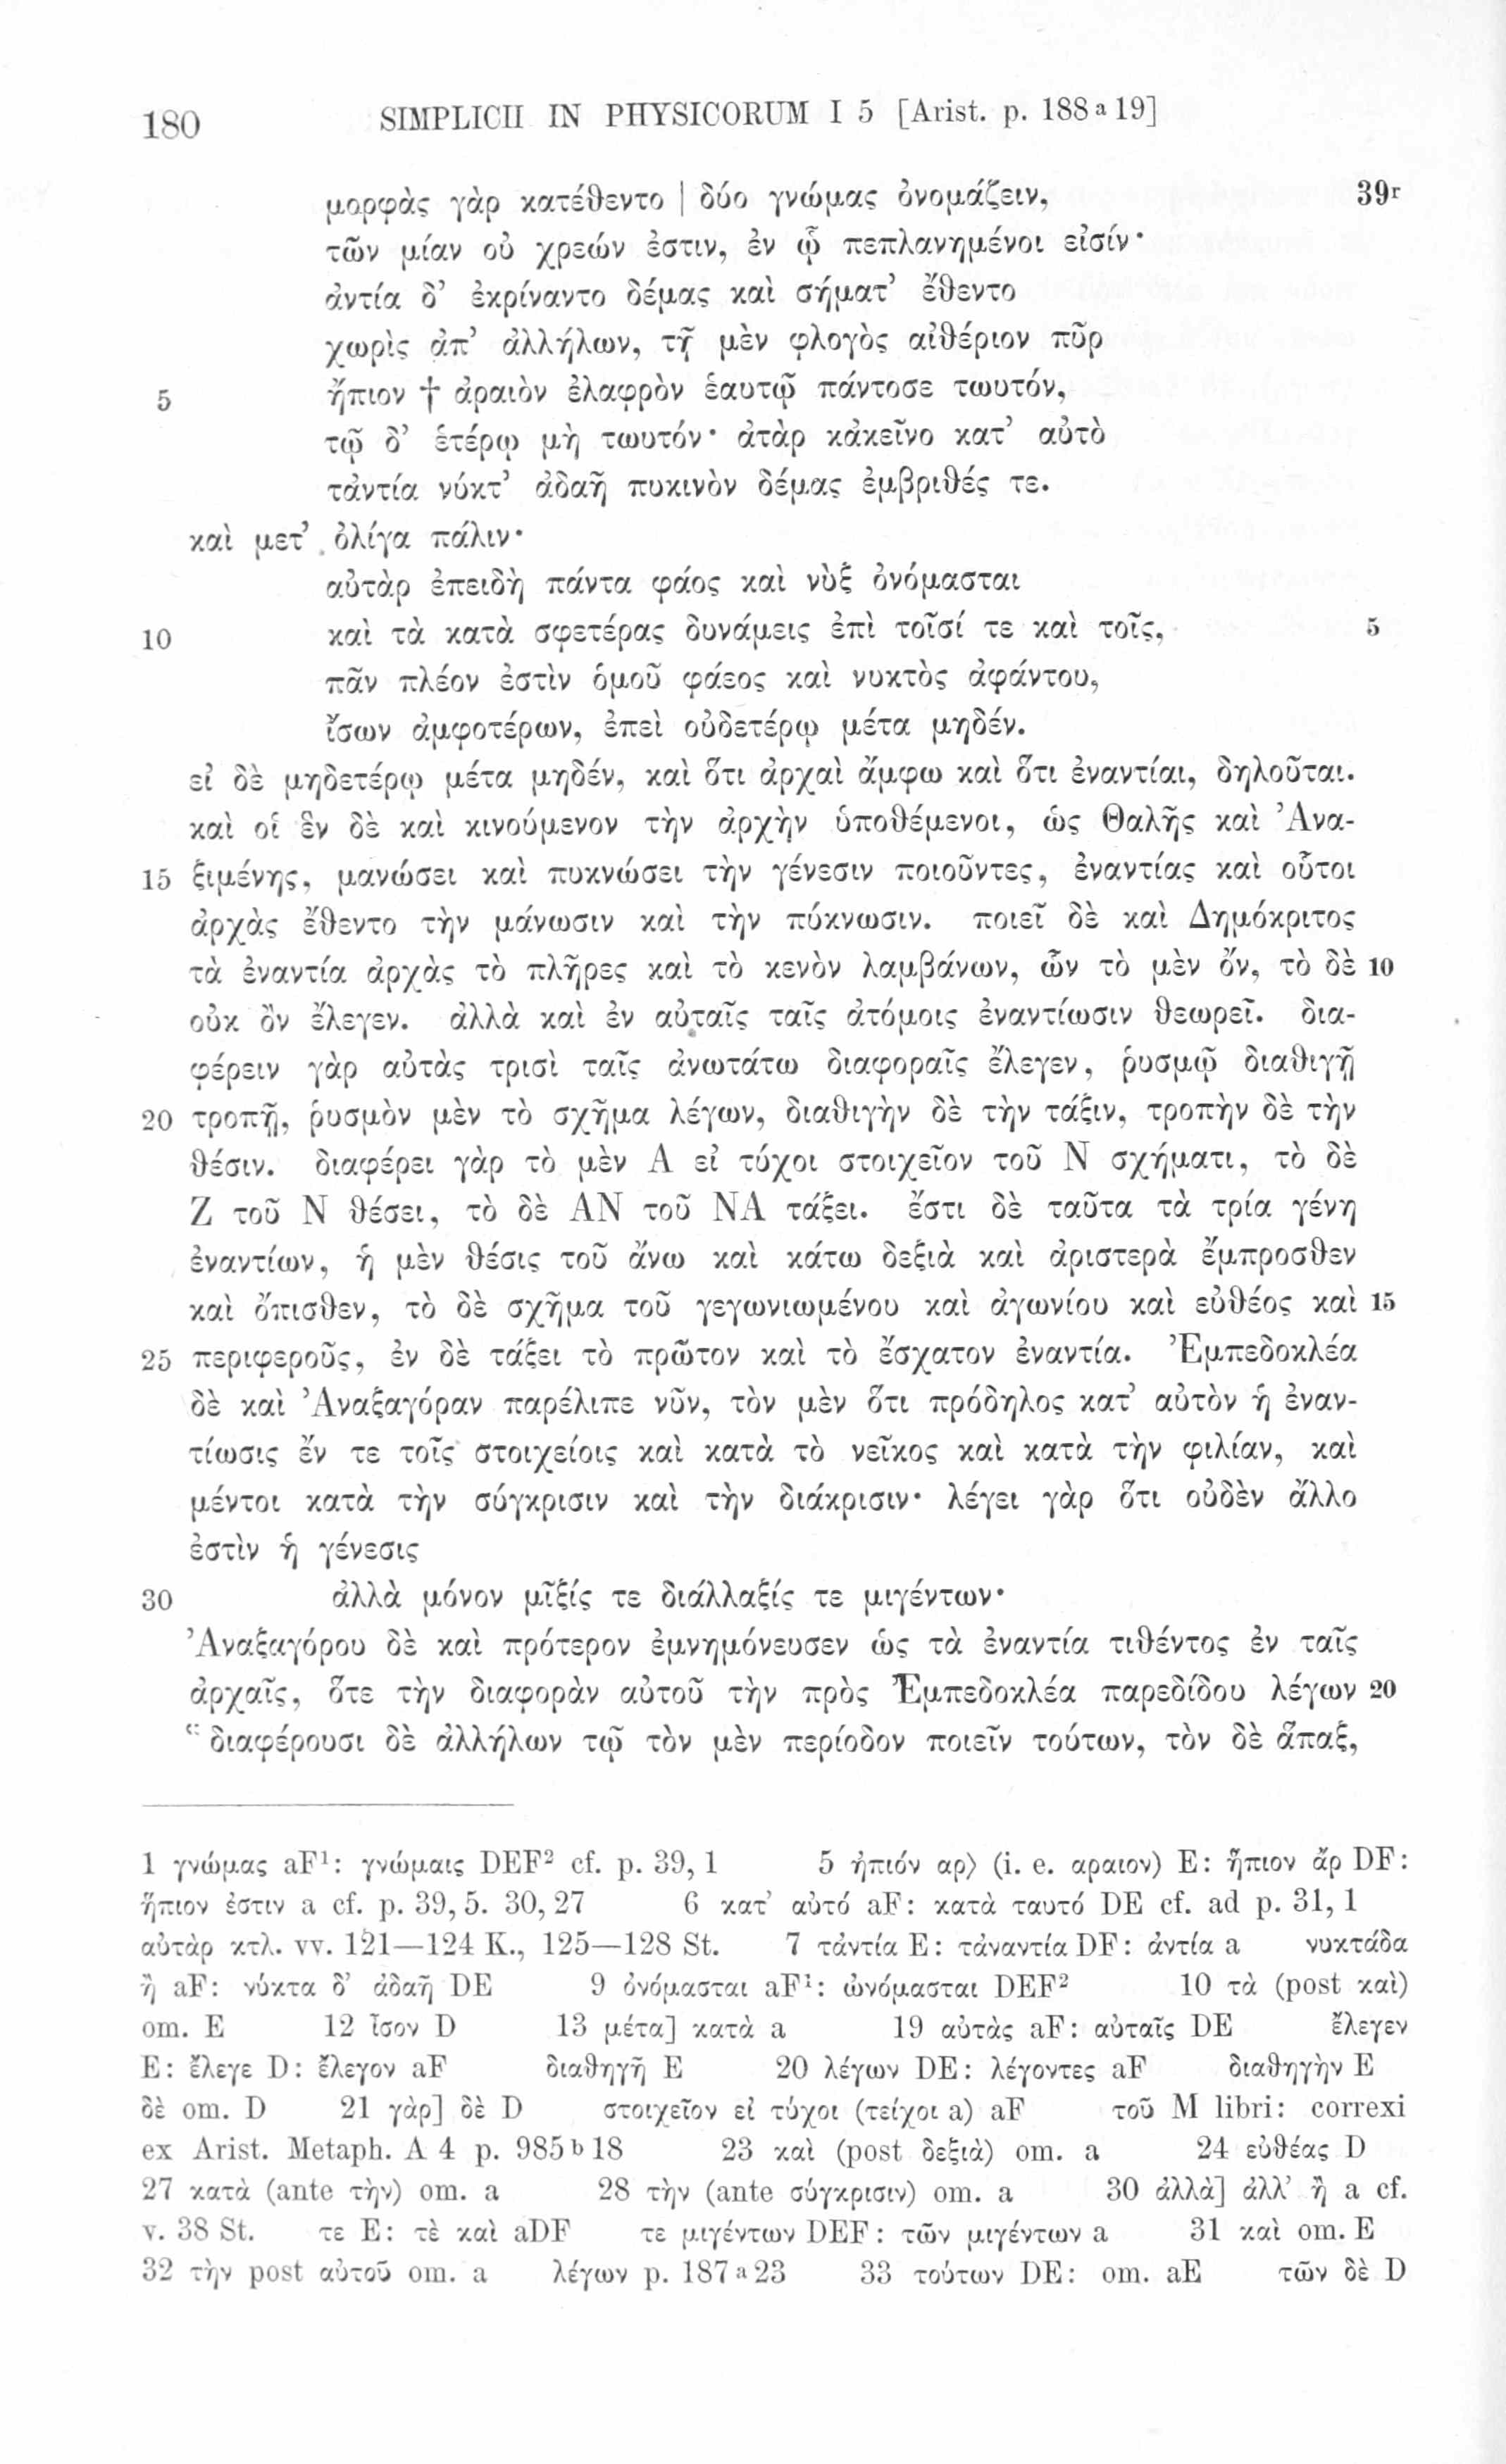 180 SIMPLICII IN PHYSICORUM I 5 [Arist. p. 188 a 19]
μορφὰς γὰρ κατέθεντο | δύο γνώμας ὀνομάζειν, 39r
τῶν μίαν οὐ χρεών ἐστιν, ἐν ᾧ πεπλανημένοι εἰσίν·
ἀντία δ’ ἐκρίναντο δέμας καὶ σήματ’ ἔθεντο
χωρὶς ἀπ’ ἀλλήλων, τῇ μὲν φλογὸς αἰθέριον πῦρ
5 ἤπιον † ἀραιὸν ἐλαφρὸν ἑαυτῷ πάντοσε τωυτόν,
τῷ δ’ ἑτέρῳ μὴ τωυτόν· ἀτὰρ κἀκεῖνο κατ’ αὐτὸ
τἀντία νύκτ’ ἀδαῆ πυκινὸν δέμας ἐμβριθές τε.
καὶ μετ’ ὀλίγα πάλιν·
αὐτὰρ ἐπειδὴ πάντα φάος καὶ νὺξ ὀνόμασται
10 καὶ τὰ κατὰ σφετέρας δυνάμεις ἐπὶ τοῖσί τε καὶ τοῖς, 5
πᾶν πλέον ἐστὶν ὁμοῦ φάεος καὶ νυκτὸς ἀφάντου,
ἴσων ἀμφοτέρων, ἐπεὶ οὐδετέρῳ μέτα μηδέν.
εἰ δὲ μηδετέρῳ μέτα μηδέν, καὶ ὅτι ἀρχαὶ ἄμφω καὶ ὅτι ἐναντίαι, δηλοῦται.
καὶ οἱ ἓν δὲ καὶ κινούμενον τὴν ἀρχὴν ὑποθέμενοι, ὡς Θαλῆς καὶ Ἀνα-
15 ξιμένης, μανώσει καὶ πυκνώσει τὴν γένεσιν ποιοῦντες, ἐναντίας καὶ οὗτοι
ἀρχὰς ἔθεντο τὴν μάνωσιν καὶ τὴν πύκνωσιν. ποιεῖ δὲ καὶ Δημόκριτος
τὰ ἐναντία ἀρχὰς τὸ πλῆρες καὶ τὸ κενὸν λαμβάνων, ὧν τὸ μὲν ὄν, τὸ δὲ 10
οὐκ ὂν ἔλεγεν. ἀλλὰ καὶ ἐν αὐταῖς ταῖς ἀτόμοις ἐναντίωσιν θεωρεῖ. δια-
φέρειν γὰρ αὐτὰς τρισὶ ταῖς ἀνωτάτω διαφοραῖς ἔλεγεν, ῥυσμῷ διαθιγῇ
20 τροπῇ, ῥυσμὸν μὲν τὸ σχῆμα λέγων, διαθιγὴν δὲ τὴν τάξιν, τροπὴν δὲ τὴν
θέσιν. διαφέρει γὰρ τὸ μὲν Α εἰ τύχοι στοιχεῖον τοῦ Ν σχήματι, τὸ δὲ
Ζ τοῦ Ν θέσει, τὸ δὲ ΑΝ τοῦ ΝΑ τάξει. ἔστι δὲ ταῦτα τὰ τρία γένη
ἐναντίων, ἡ μὲν θέσις τοῦ ἄνω καὶ κάτω δεξιὰ καὶ ἀριστερὰ ἔμπροσθεν
καὶ ὄπισθεν, τὸ δὲ σχῆμα τοῦ γεγωνιωμένου καὶ ἀγωνίου καὶ εὐθέος καὶ 15
25 περιφεροῦς, ἐν δὲ τάξει τὸ πρῶτον καὶ τὸ ἔσχατον ἐναντία. Ἐμπεδοκλέα
δὲ καὶ Ἀναξαγόραν παρέλιπε νῦν, τὸν μὲν ὅτι πρόδηλος κατ’ αὐτὸν ἡ ἐναν-
τίωσις ἔν τε τοῖς στοιχείοις καὶ κατὰ τὸ νεῖκος καὶ κατὰ τὴν φιλίαν, καὶ
μέντοι κατὰ τὴν σύγκρισιν καὶ τὴν διάκρισιν· λέγει γὰρ ὅτι οὐδὲν ἄλλο
ἐστὶν ἡ γένεσις
30 ἀλλὰ μόνον μῖξίς τε διάλλαξίς τε μιγέντων·
Ἀναξαγόρου δὲ καὶ πρότερον ἐμνημόνευσεν ὡς τὰ ἐναντία τιθέντος ἐν ταῖς
ἀρχαῖς, ὅτε τὴν διαφορὰν αὐτοῦ τὴν πρὸς Ἐμπεδοκλέα παρεδίδου λέγων 20
“διαφέρουσι δὲ ἀλλήλων τῷ τὸν μὲν περίοδον ποιεῖν τούτων, τὸν δὲ ἅπαξ,
1 γνώμας aF¹: γνώμαις DEF² cf. p. 39, 1 5 ἠπιόν αρ⟩ (i. e. αραιον) E: ἤπιον ἄρ DF:
ἤπιον ἐστιν a cf. p. 39, 5. 30, 27 6 κατ’ αὐτό aF: κατὰ ταυτό DE cf. ad p. 31, 1
αὐτὰρ κτλ. vv. 121—124 K., 125—128 St. 7 τἀντία E: τἀναντία DF: ἀντία a νυκτάδα
ἢ aF: νύκτα δ’ ἀδαῆ DE 9 ὀνόμασται aF¹: ὠνόμασται DEF² 10 τὰ (post καὶ)
om. E 12 ἴσον D 13 μέτα] κατὰ a 19 αὐτὰς aF: αὐταῖς DE ἔλεγεν
E: ἔλεγε D: ἔλεγον aF διαθηγῆ E 20 λέγων DE: λέγοντες aF διαθηγὴν E
δὲ om. D 21 γὰρ] δὲ D στοιχεῖον εἰ τύχοι (τείχοι a) aF τοῦ M libri: correxi
ex Arist. Metaph. A 4 p. 985 b 18 23 καὶ (post δεξιὰ) om. a 24 εὐθέας D
27 κατὰ (ante τὴν) om. a 28 τὴν (ante σύγκρισιν) om. a 30 ἀλλὰ] ἀλλ’ ἢ a cf.
v. 38 St. τε E: τὲ καὶ aDF τε μιγέντων DEF: τῶν μιγέντων a 31 καὶ om. E
32 τὴν post αὐτοῦ om. a λέγων p. 187 a 23 33 τούτων DE: om. aE τῶν δὲ D